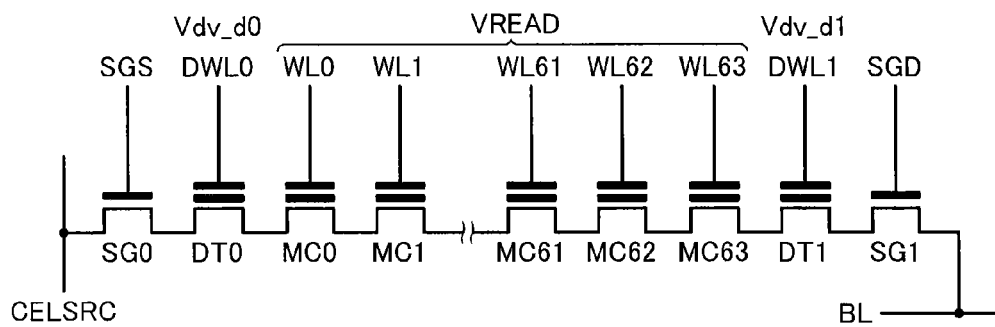 Vdv_d0 VREAD Vdv_d1
SGS DWL0 WL0 WL1 WL61 WL62 WL63 DWL1 SGD
SG0 DT0 MC0 MC1 MC61 MC62 MC63 DT1 SG1
CELSRC BL